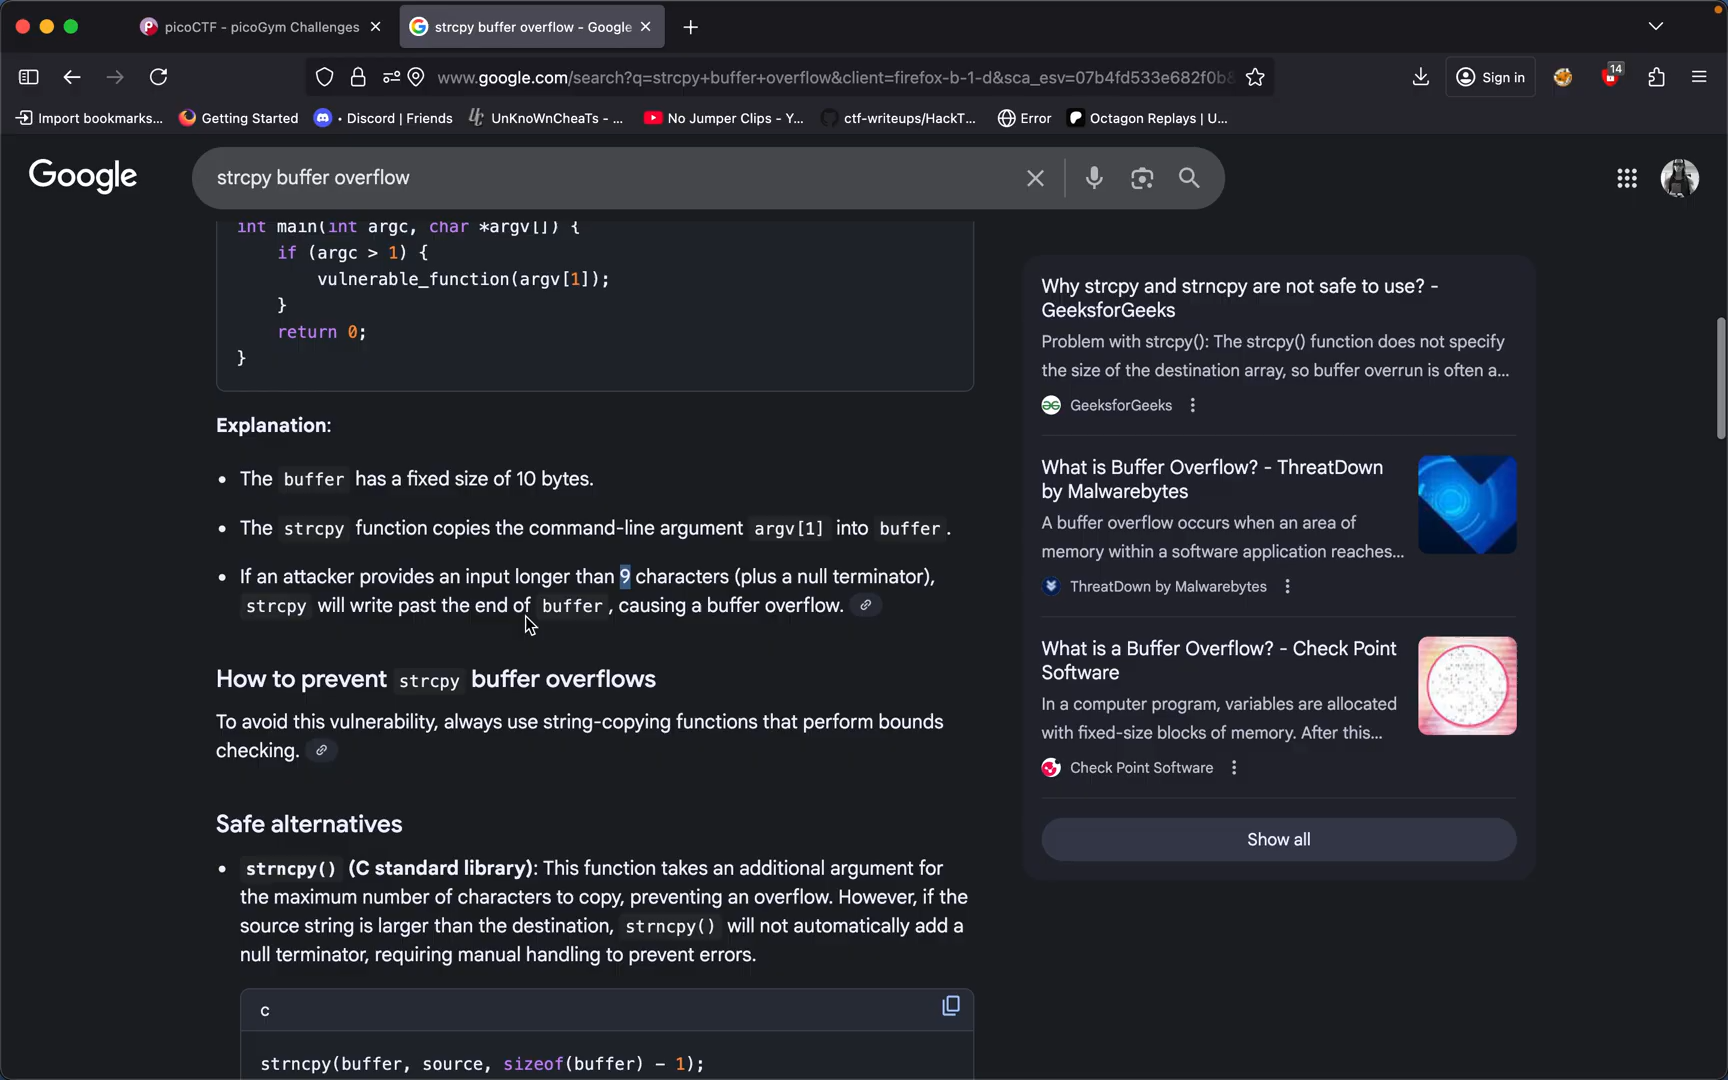 picoCTF - picoGym Challenges
strcpy buffer overflow - Google
www.google.com/search?q=strcpy+buffer+overflow&client=firefox-b-1-d&sca_esv=07b4fd533e682f0b8
Sign in
14
Import bookmarks...
Getting Started
• Discord | Friends
UnKnoWnCheaTs - ...
No Jumper Clips - Y...
ctf-writeups/HackT...
Error
Octagon Replays | U...
Google
strcpy buffer overflow
int main(int argc, char *argv[]) {
if (argc > 1) {
vulnerable_function(argv[1]);
}
return 0;
}
Explanation:
• The buffer has a fixed size of 10 bytes.
• The strcpy function copies the command-line argument argv[1] into buffer.
• If an attacker provides an input longer than 9 characters (plus a null terminator),
strcpy will write past the end of buffer, causing a buffer overflow.
How to prevent strcpy buffer overflows
To avoid this vulnerability, always use string-copying functions that perform bounds
checking.
Safe alternatives
• strncpy() (C standard library): This function takes an additional argument for
the maximum number of characters to copy, preventing an overflow. However, if the
source string is larger than the destination, strncpy() will not automatically add a
null terminator, requiring manual handling to prevent errors.
c
strncpy(buffer, source, sizeof(buffer) - 1);
Why strcpy and strncpy are not safe to use? -
GeeksforGeeks
Problem with strcpy(): The strcpy() function does not specify
the size of the destination array, so buffer overrun is often a...
GeeksforGeeks
What is Buffer Overflow? - ThreatDown
by Malwarebytes
A buffer overflow occurs when an area of
memory within a software application reaches...
ThreatDown by Malwarebytes
What is a Buffer Overflow? - Check Point
Software
In a computer program, variables are allocated
with fixed-size blocks of memory. After this...
Check Point Software
Show all